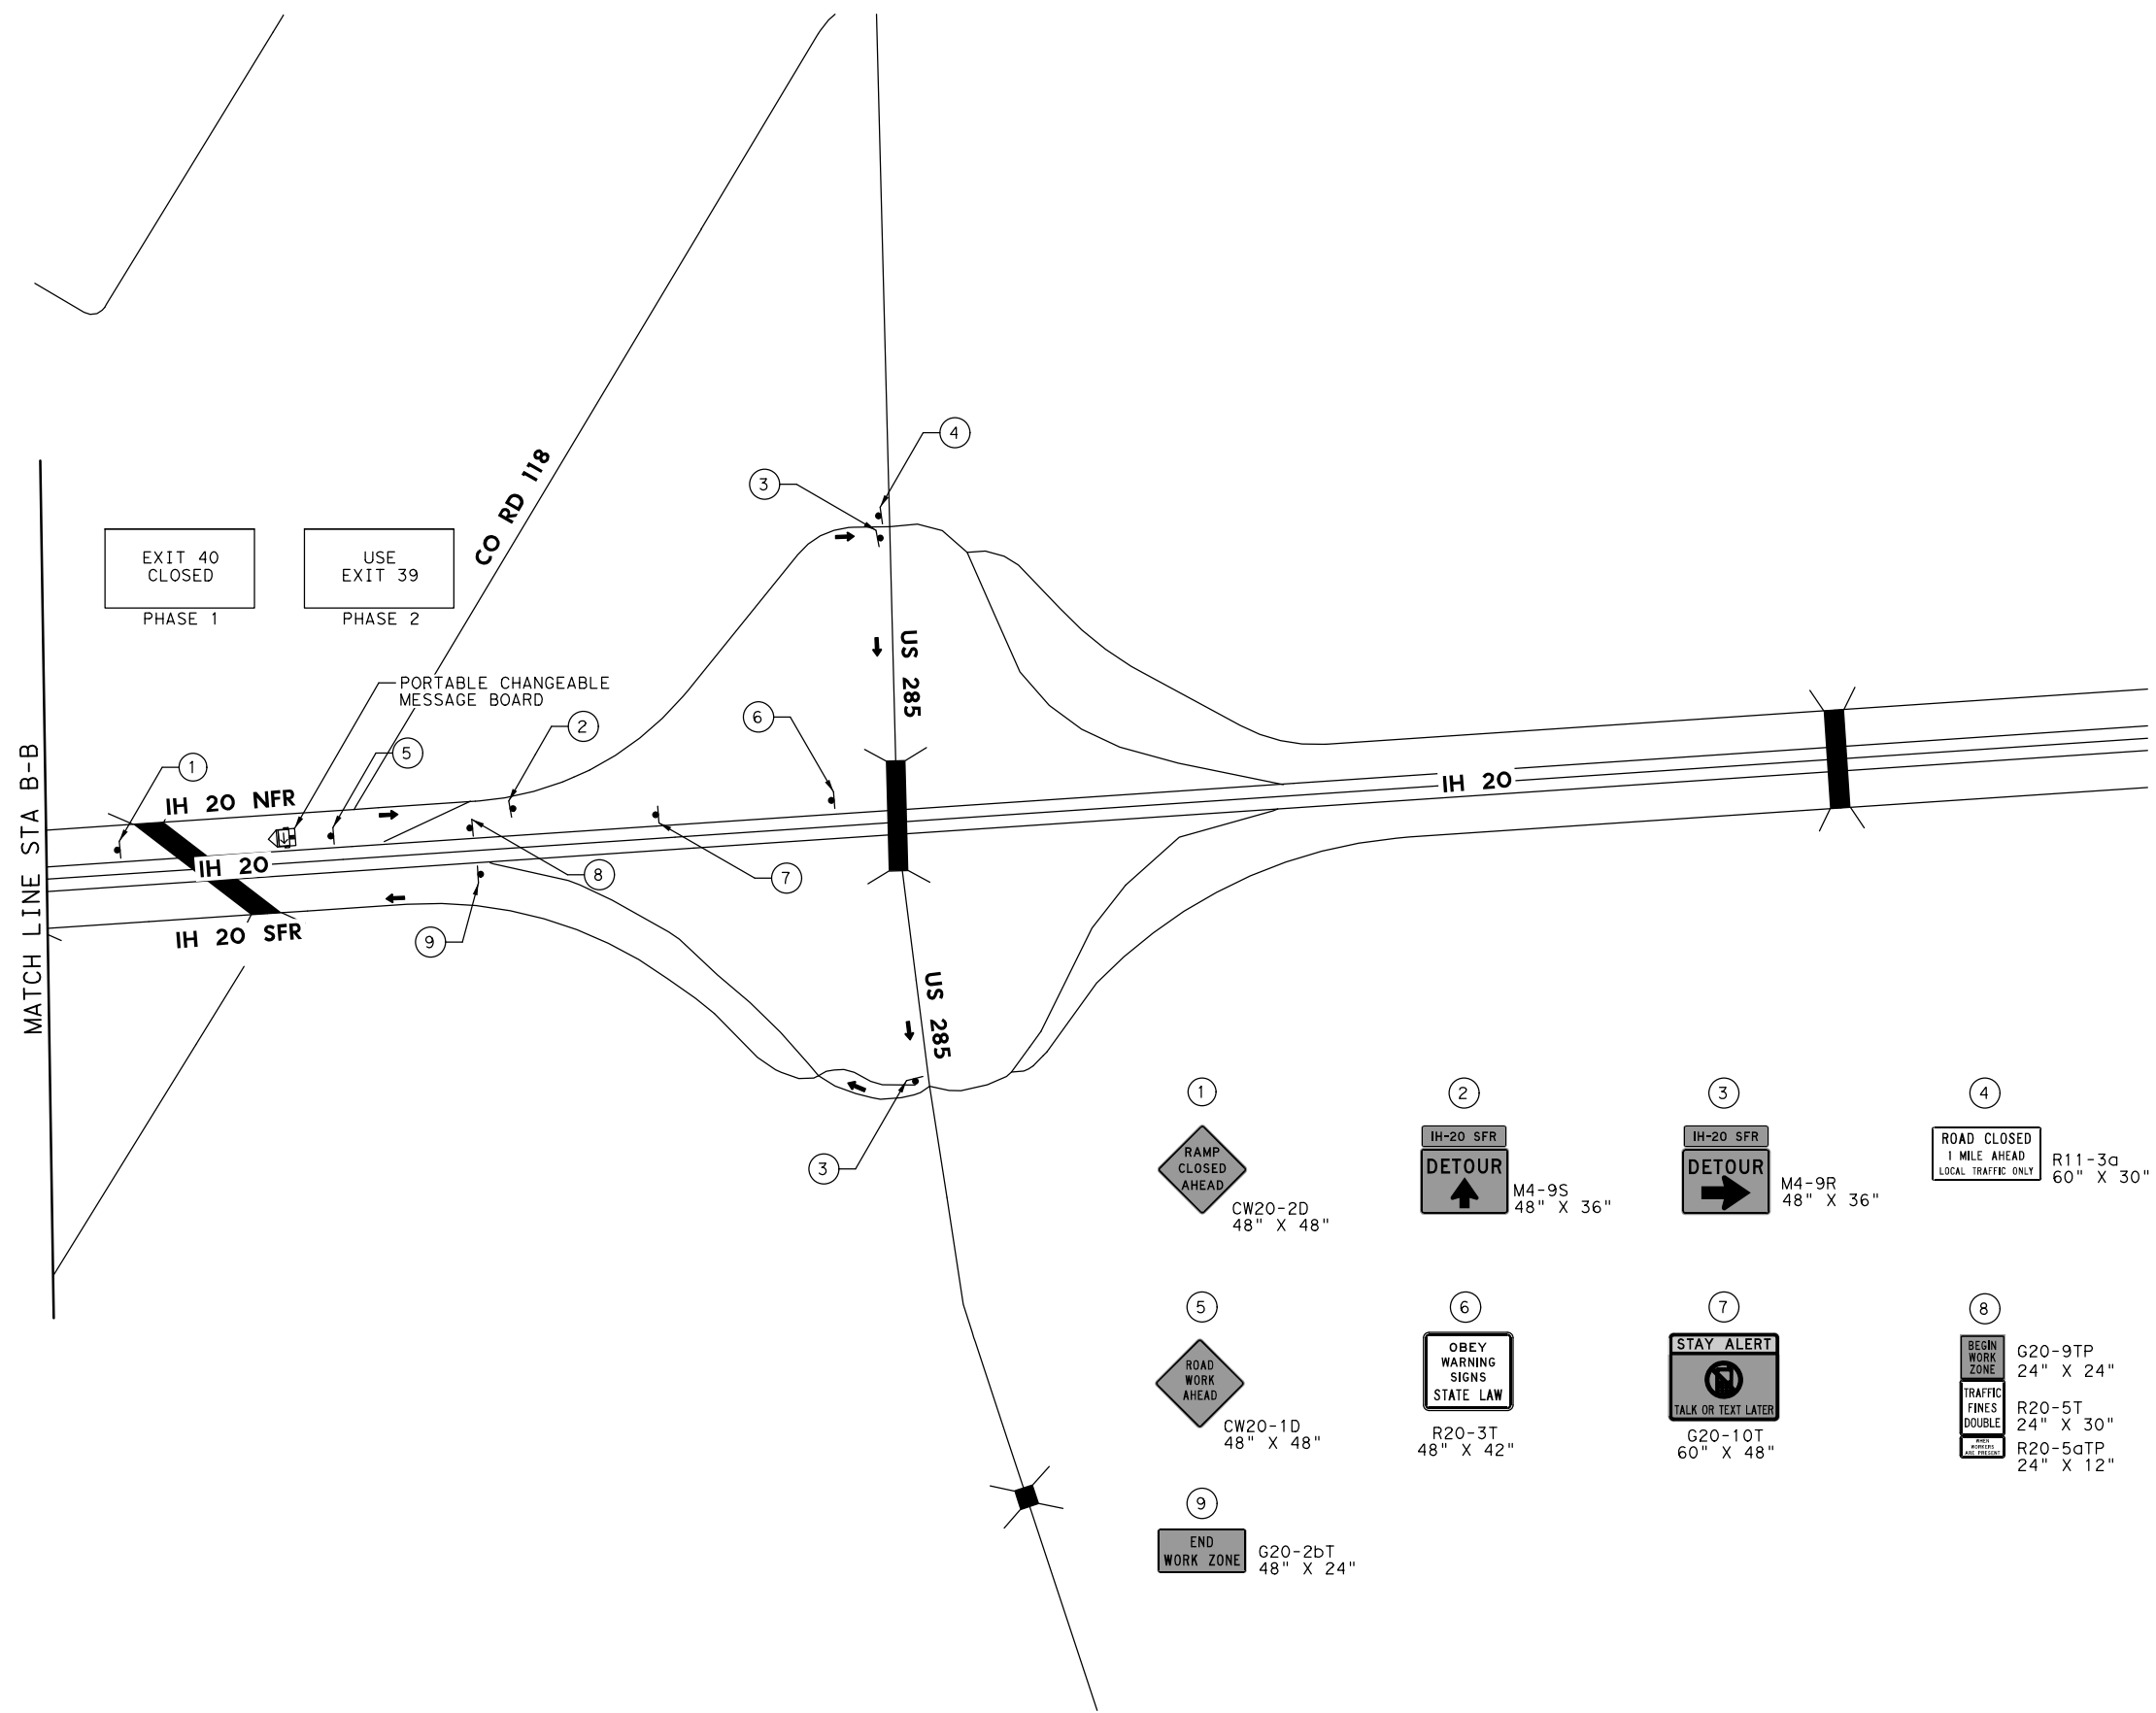 4
3
CO RD 118
EXIT 40
CLOSED
PHASE 1
USE
EXIT 39
PHASE 2
US 285
PORTABLE CHANGEABLE
MESSAGE BOARD
6
2
5
1
MATCH LINE STA B-B
IH 20 NFR
IH 20
IH 20
8
7
IH 20 SFR
9
US 285
3
1
RAMP
CLOSED
AHEAD
CW20-2D
48" X 48"
2
IH-20 SFR
DETOUR
M4-9S
48" X 36"
3
IH-20 SFR
DETOUR
M4-9R
48" X 36"
4
ROAD CLOSED
1 MILE AHEAD
LOCAL TRAFFIC ONLY
R11-3a
60" X 30"
5
ROAD
WORK
AHEAD
CW20-1D
48" X 48"
6
OBEY
WARNING
SIGNS
STATE LAW
R20-3T
48" X 42"
7
STAY ALERT
TALK OR TEXT LATER
G20-10T
60" X 48"
8
BEGIN
WORK
ZONE
G20-9TP
24" X 24"
TRAFFIC
FINES
DOUBLE
R20-5T
24" X 30"
WHEN
WORKERS
ARE PRESENT
R20-5aTP
24" X 12"
9
END
WORK ZONE
G20-2bT
48" X 24"